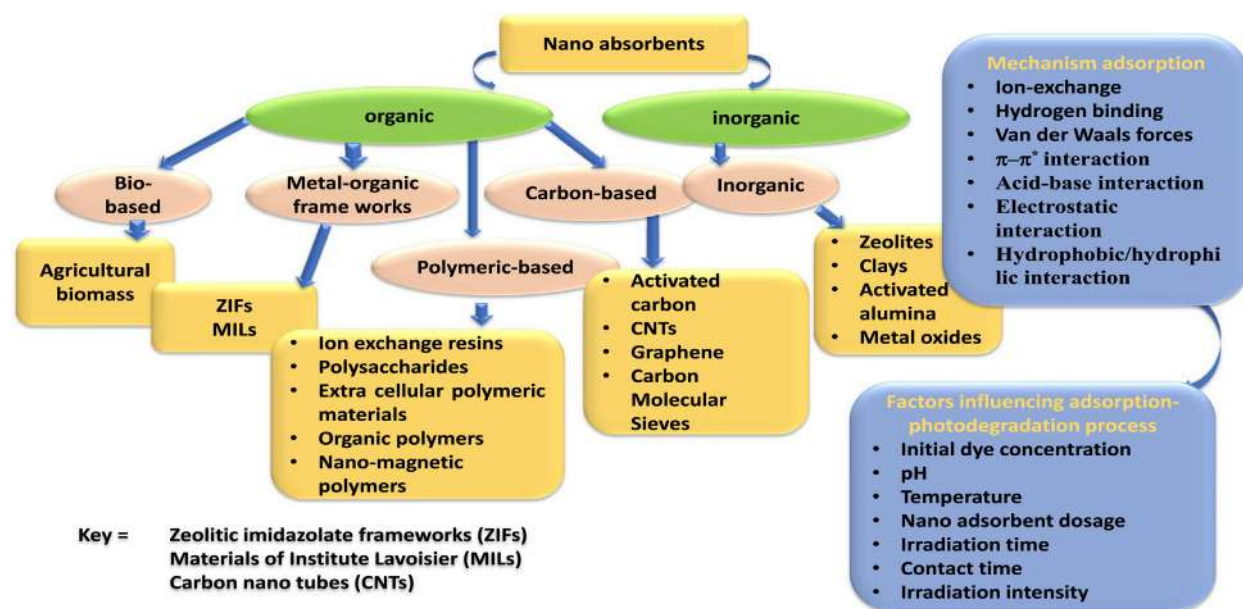 Nano absorbents
organic
inorganic
Bio-
based
Metal-organic
frame works
Carbon-based
Inorganic
Polymeric-based
Agricultural
biomass
ZIFs
MILs
• Ion exchange resins
• Polysaccharides
• Extra cellular polymeric
materials
• Organic polymers
• Nano-magnetic
polymers
• Activated
carbon
• CNTs
• Graphene
• Carbon
Molecular
Sieves
• Zeolites
• Clays
• Activated
alumina
• Metal oxides
Mechanism adsorption
• Ion-exchange
• Hydrogen binding
• Van der Waals forces
• π–π* interaction
• Acid-base interaction
• Electrostatic
interaction
• Hydrophobic/hydrophi
lic interaction
Factors influencing adsorption-
photodegradation process
• Initial dye concentration
• pH
• Temperature
• Nano adsorbent dosage
• Irradiation time
• Contact time
• Irradiation intensity
Key = Zeolitic imidazolate frameworks (ZIFs)
Materials of Institute Lavoisier (MILs)
Carbon nano tubes (CNTs)